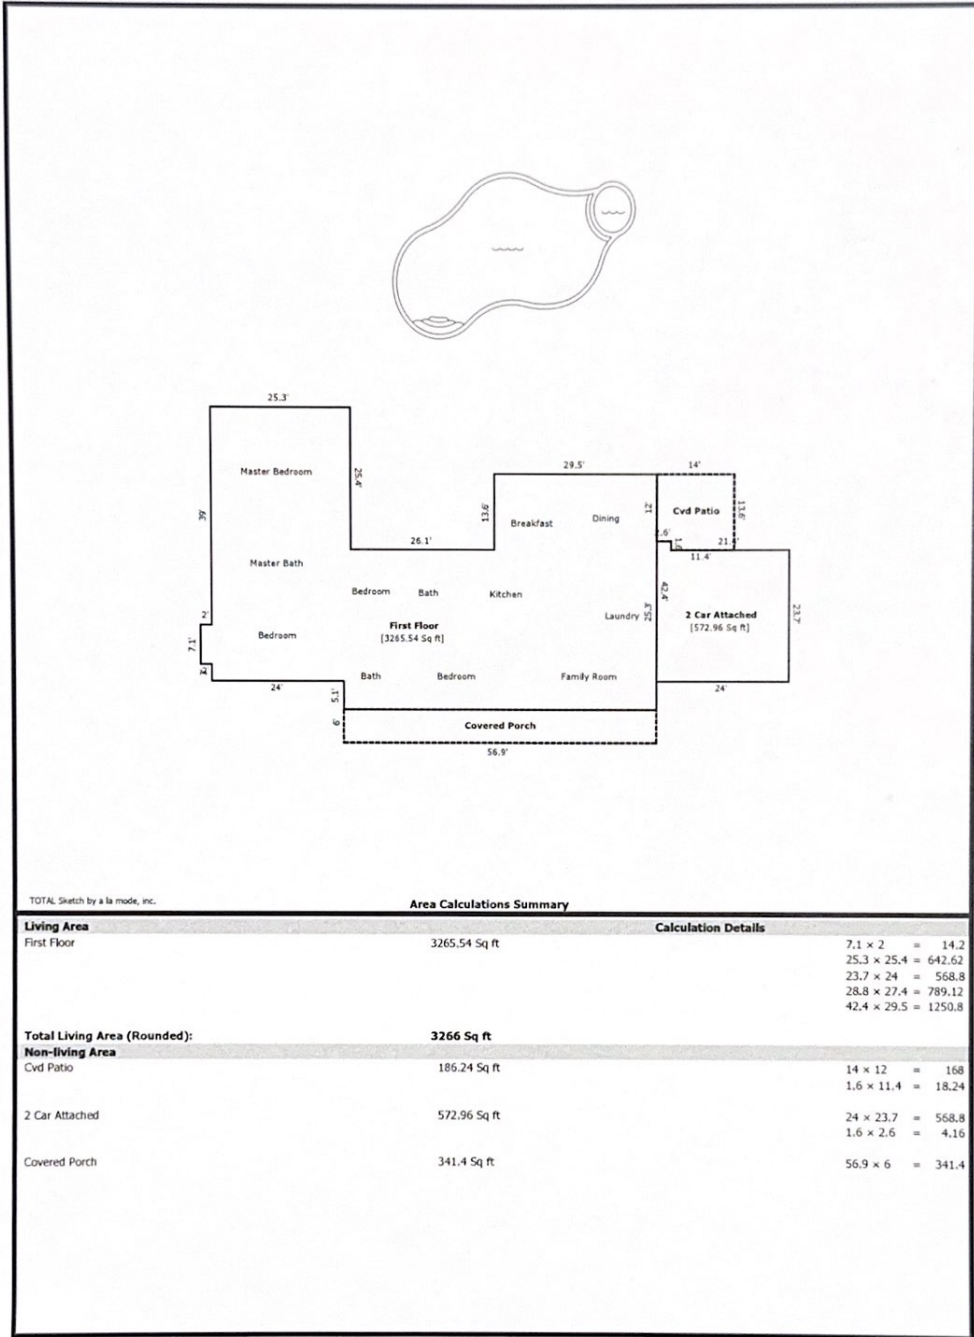 25.3'
Master Bedroom
25.4'
29.5'
14'
39'
13.6'
12'
13.6'
Breakfast
Dining
Cvd Patio
26.1'
2.6'
1.6'
21.4'
11.4'
Master Bath
Bedroom
Bath
Kitchen
42.4'
2'
Laundry
2 Car Attached
23.7'
First Floor
[572.96 Sq ft]
7.1'
Bedroom
[3265.54 Sq ft]
Bath
Bedroom
Family Room
24'
5.1'
24'
6'
Covered Porch
56.9'
TOTAL Sketch by a la mode, inc.
Area Calculations Summary
Living Area Calculation Details
First Floor 3265.54 Sq ft 7.1 x 2 = 14.2
25.3 x 25.4 = 642.62
23.7 x 24 = 568.8
28.8 x 27.4 = 789.12
42.4 x 29.5 = 1250.8
Total Living Area (Rounded): 3266 Sq ft
Non-living Area
Cvd Patio 186.24 Sq ft 14 x 12 = 168
1.6 x 11.4 = 18.24
2 Car Attached 572.96 Sq ft 24 x 23.7 = 568.8
1.6 x 2.6 = 4.16
Covered Porch 341.4 Sq ft 56.9 x 6 = 341.4